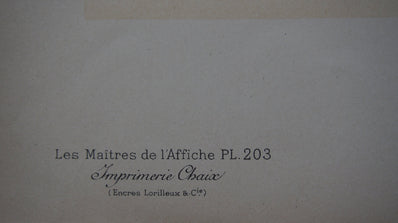 Les Maîtres de l'Affiche PL.203
Imprimerie Chaix
(Encres Lorilleux & Cie)